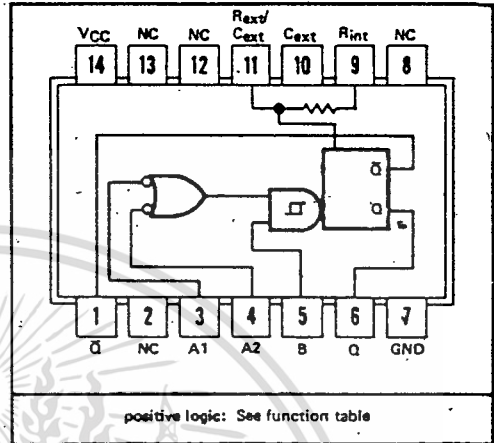 Rext/
VCC NC NC Cext Cext Rint NC
14 13 12 11 10 9 8
Q̅
Q
1 2 3 4 5 6 7
Q̅ NC A1 A2 B Q GND
positive logic: See function table